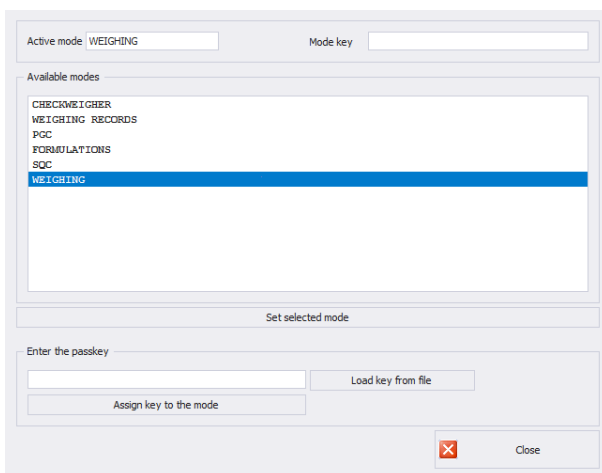 Active mode WEIGHING Mode key
Available modes
CHECKWEIGHER
WEIGHING RECORDS
PGC
FORMULATIONS
SQC
WEIGHING
Set selected mode
Enter the passkey
Load key from file
Assign key to the mode
Close